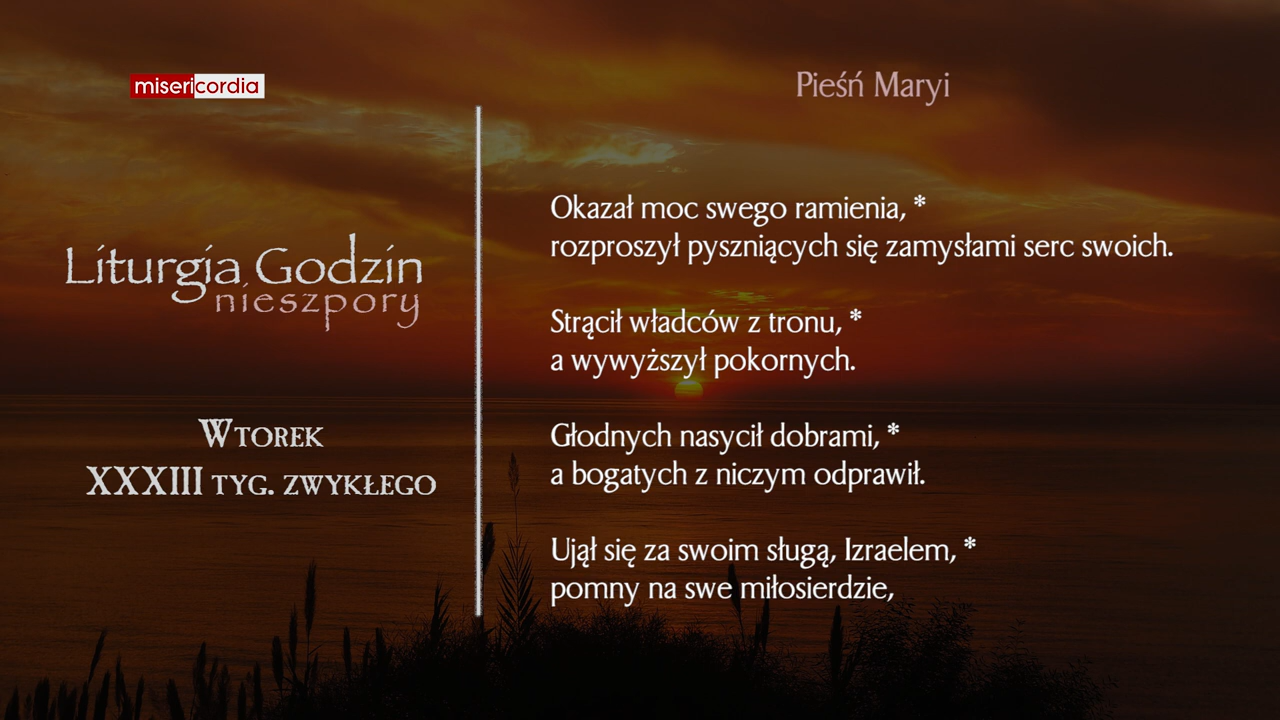 misericordia
Liturgia Godzin
nieszpory
Wtorek
XXXIII tyg. zwykłego
Pieśń Maryi
Okazał moc swego ramienia, *
rozproszył pyszniących się zamysłami serc swoich.
Strącił władców z tronu, *
a wywyższył pokornych.
Głodnych nasycił dobrami, *
a bogatych z niczym odprawił.
Ujął się za swoim sługą, Izraelem, *
pomny na swe miłosierdzie,